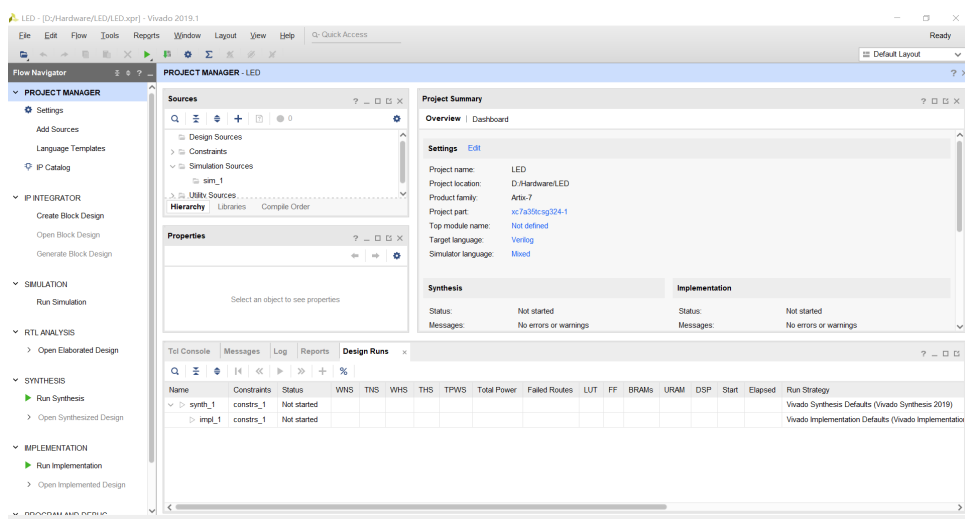 LED - [D:/Hardware/LED/LED.xpr] - Vivado 2019.1
File Edit Flow Tools Reports Window Layout View Help Q- Quick Access Ready
Default Layout
Flow Navigator
PROJECT MANAGER - LED
PROJECT MANAGER
Settings
Add Sources
Language Templates
IP Catalog
IP INTEGRATOR
Create Block Design
Open Block Design
Generate Block Design
SIMULATION
Run Simulation
RTL ANALYSIS
Open Elaborated Design
SYNTHESIS
Run Synthesis
Open Synthesized Design
IMPLEMENTATION
Run Implementation
Open Implemented Design
PROGRAM AND DEBUG
Sources
0
Design Sources
Constraints
Simulation Sources
sim_1
Utility Sources
Hierarchy Libraries Compile Order
Properties
Select an object to see properties
Project Summary
Overview | Dashboard
Settings Edit
Project name: LED
Project location: D:/Hardware/LED
Product family: Artix-7
Project part: xc7a35tcsg324-1
Top module name: Not defined
Target language: Verilog
Simulator language: Mixed
Synthesis Implementation
Status: Not started Status: Not started
Messages: No errors or warnings Messages: No errors or warnings
Tcl Console Messages Log Reports Design Runs
Name Constraints Status WNS TNS WHS THS TPWS Total Power Failed Routes LUT FF BRAMs URAM DSP Start Elapsed Run Strategy
synth_1 constrs_1 Not started Vivado Synthesis Defaults (Vivado Synthesis 2019)
impl_1 constrs_1 Not started Vivado Implementation Defaults (Vivado Implementatio